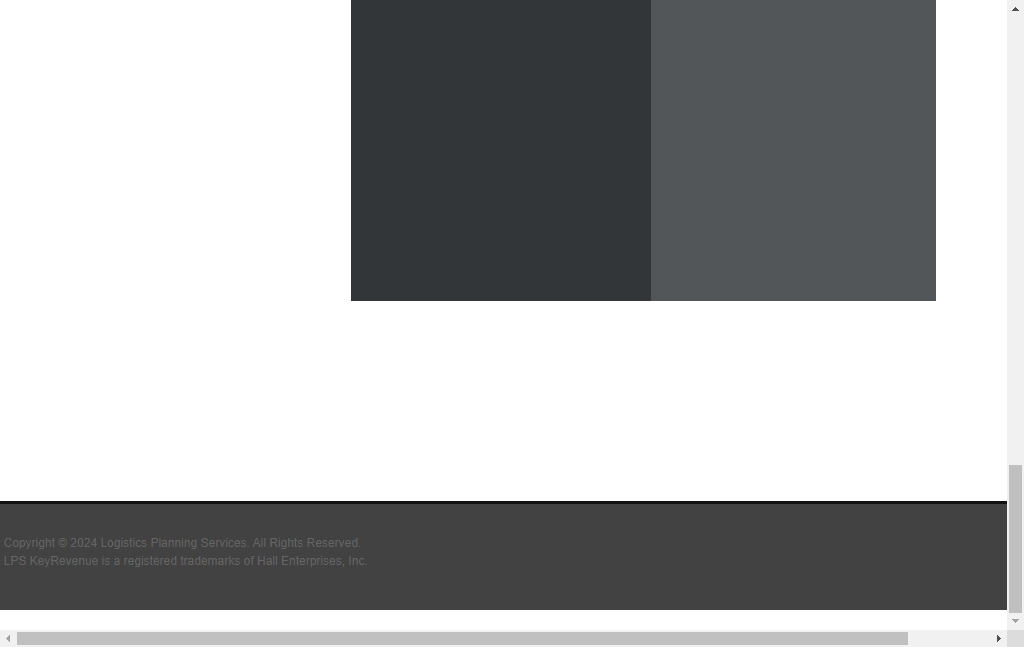 Copyright © 2024 Logistics Planning Services. All Rights Reserved.
LPS KeyRevenue is a registered trademarks of Hall Enterprises, Inc.